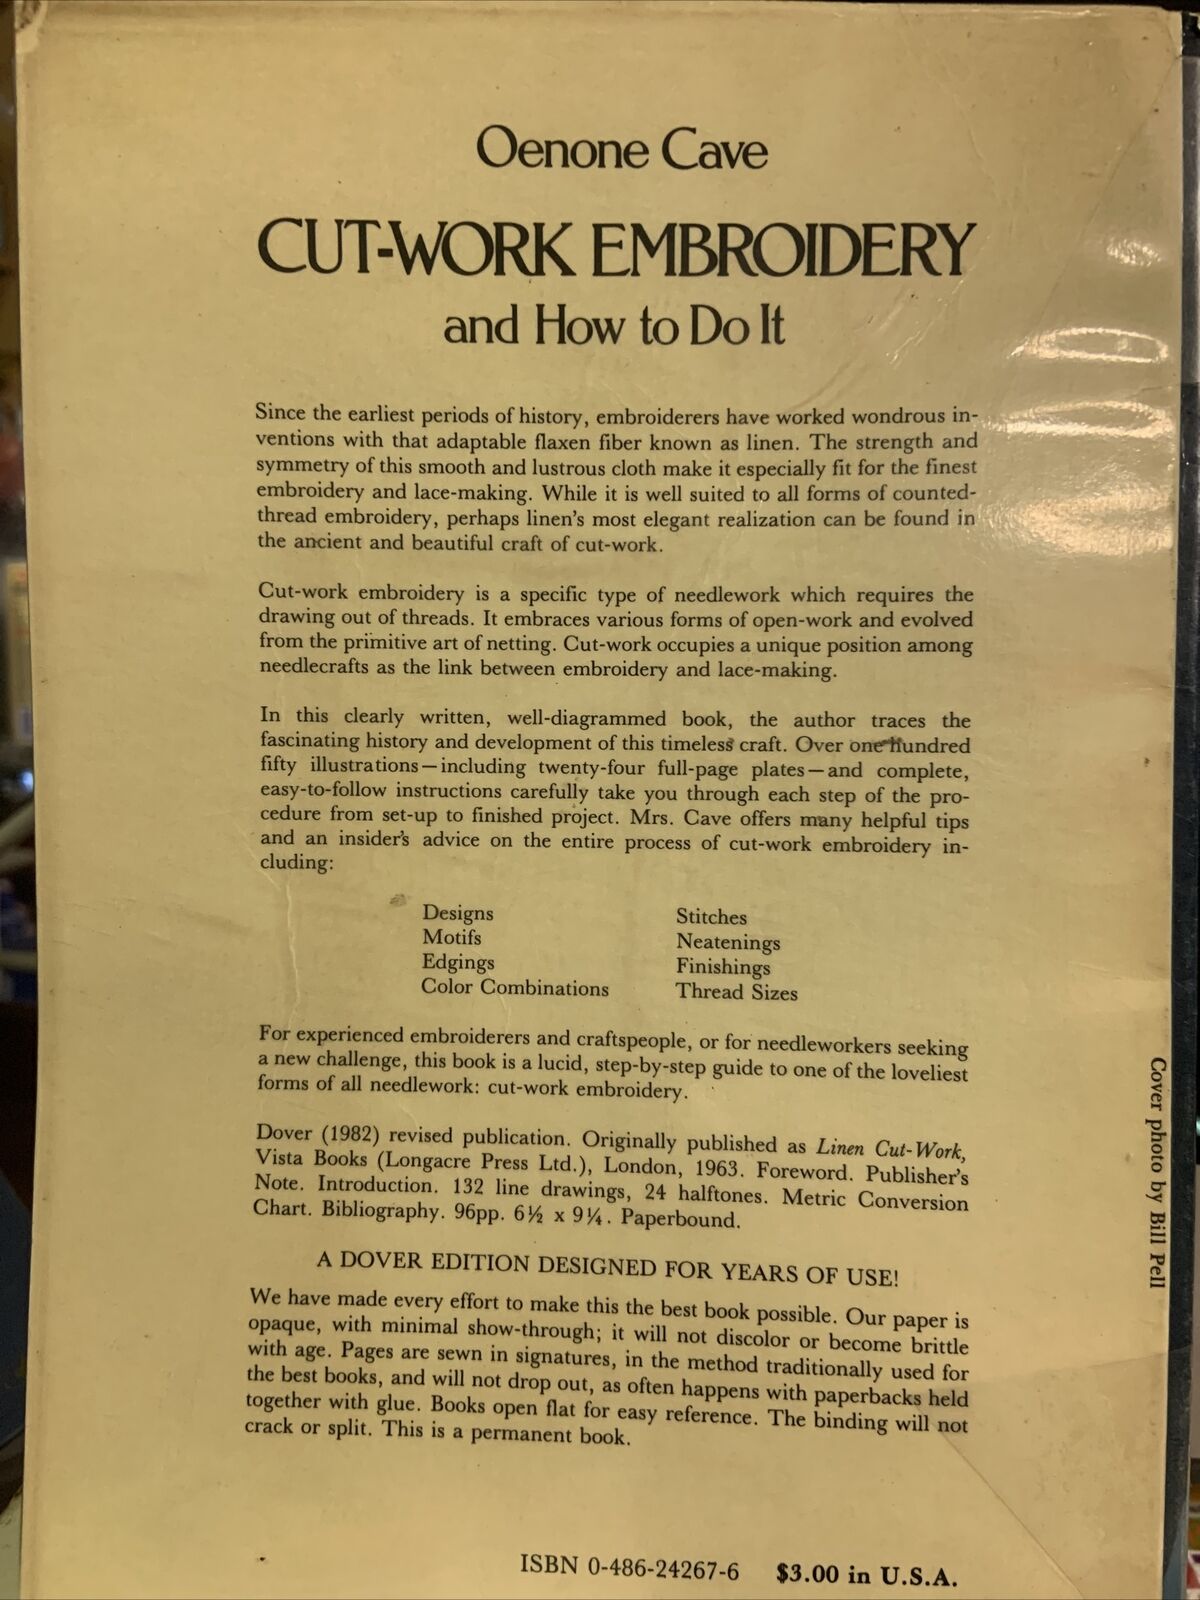 Oenone Cave
CUT-WORK EMBROIDERY
and How to Do It
Since the earliest periods of history, embroiderers have worked wondrous in-
ventions with that adaptable flaxen fiber known as linen. The strength and
symmetry of this smooth and lustrous cloth make it especially fit for the finest
embroidery and lace-making. While it is well suited to all forms of counted-
thread embroidery, perhaps linen's most elegant realization can be found in
the ancient and beautiful craft of cut-work.
Cut-work embroidery is a specific type of needlework which requires the
drawing out of threads. It embraces various forms of open-work and evolved
from the primitive art of netting. Cut-work occupies a unique position among
needlecrafts as the link between embroidery and lace-making.
In this clearly written, well-diagrammed book, the author traces the
fascinating history and development of this timeless craft. Over one hundred
fifty illustrations—including twenty-four full-page plates—and complete,
easy-to-follow instructions carefully take you through each step of the pro-
cedure from set-up to finished project. Mrs. Cave offers many helpful tips
and an insider's advice on the entire process of cut-work embroidery in-
cluding:
Designs
Motifs
Edgings
Color Combinations
Stitches
Neatenings
Finishings
Thread Sizes
For experienced embroiderers and craftspeople, or for needleworkers seeking
a new challenge, this book is a lucid, step-by-step guide to one of the loveliest
forms of all needlework: cut-work embroidery.
Dover (1982) revised publication. Originally published as Linen Cut-Work,
Vista Books (Longacre Press Ltd.), London, 1963. Foreword. Publisher's
Note. Introduction. 132 line drawings, 24 halftones. Metric Conversion
Chart. Bibliography. 96pp. 6½ x 9¼. Paperbound.
A DOVER EDITION DESIGNED FOR YEARS OF USE!
We have made every effort to make this the best book possible. Our paper is
opaque, with minimal show-through; it will not discolor or become brittle
with age. Pages are sewn in signatures, in the method traditionally used for
the best books, and will not drop out, as often happens with paperbacks held
together with glue. Books open flat for easy reference. The binding will not
crack or split. This is a permanent book.
ISBN 0-486-24267-6 $3.00 in U.S.A.
Cover photo by Bill Pell